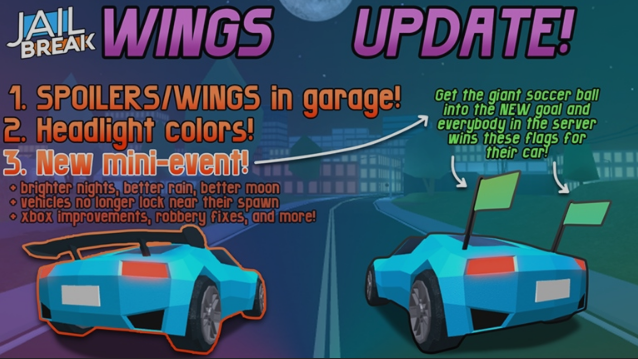 JAIL
BREAK
WINGS UPDATE!
1. SPOILERS/WINGS in garage!
2. Headlight colors!
3. New mini-event!
+ brighter nights, better rain, better moon
+ vehicles no longer lock near their spawn
+ Xbox improvements, robbery fixes, and more!
Get the giant soccer ball
into the NEW goal and
everybody in the server
wins these flags for
their car!